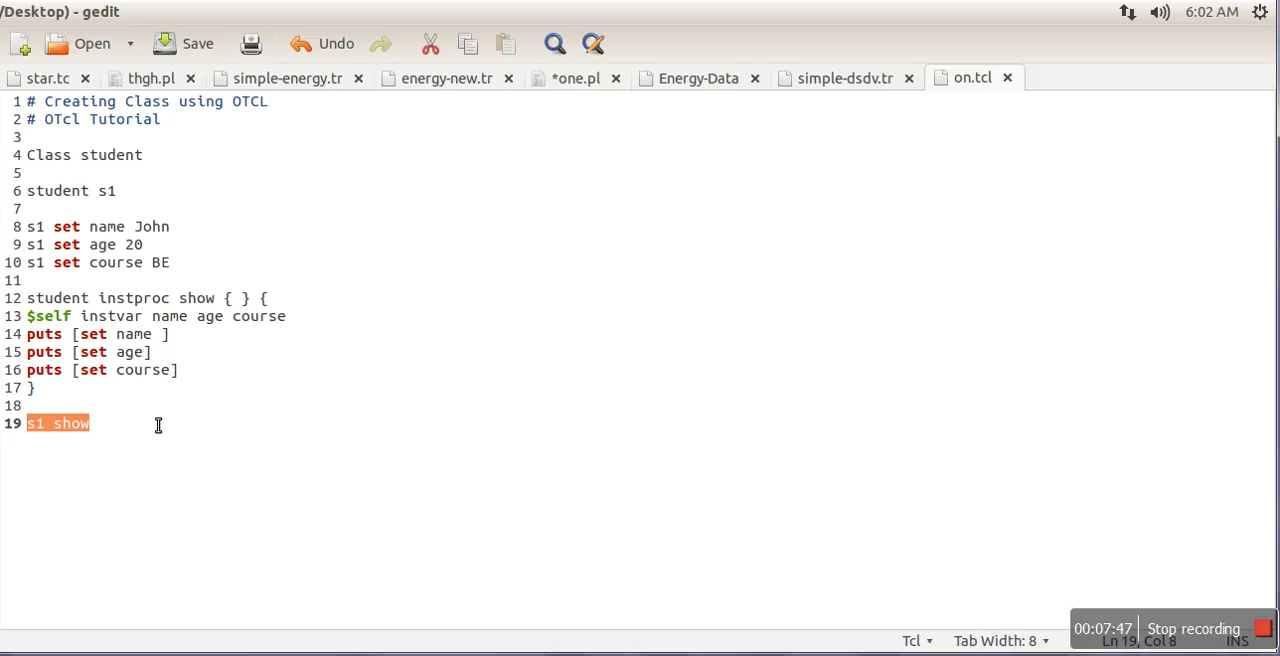 /Desktop) - gedit
6:02 AM
Open
Save
Undo
star.tc
thgh.pl
simple-energy.tr
energy-new.tr
*one.pl
Energy-Data
simple-dsdv.tr
on.tcl
1 # Creating Class using OTCL
2 # OTcl Tutorial
3
4 Class student
5
6 student s1
7
8 s1 set name John
9 s1 set age 20
10 s1 set course BE
11
12 student instproc show { } {
13 $self instvar name age course
14 puts [set name ]
15 puts [set age]
16 puts [set course]
17 }
18
19 s1 show
Tcl
Tab Width: 8
Ln 19, Col 8
INS
00:07:47
Stop recording